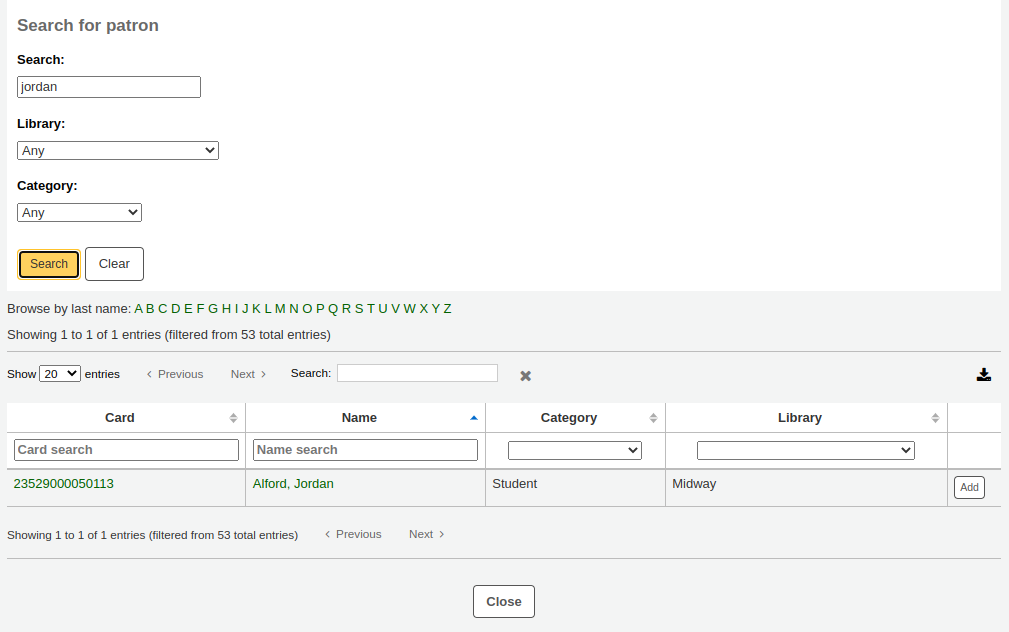 Search for patron
Search:
jordan
Library:
Any
Category:
Any
Search Clear
Browse by last name: A B C D E F G H I J K L M N O P Q R S T U V W X Y Z
Showing 1 to 1 of 1 entries (filtered from 53 total entries)
Show 20 entries Previous Next Search:
Card Name Category Library
Card search Name search
23529000050113 Alford, Jordan Student Midway Add
Showing 1 to 1 of 1 entries (filtered from 53 total entries) Previous Next
Close